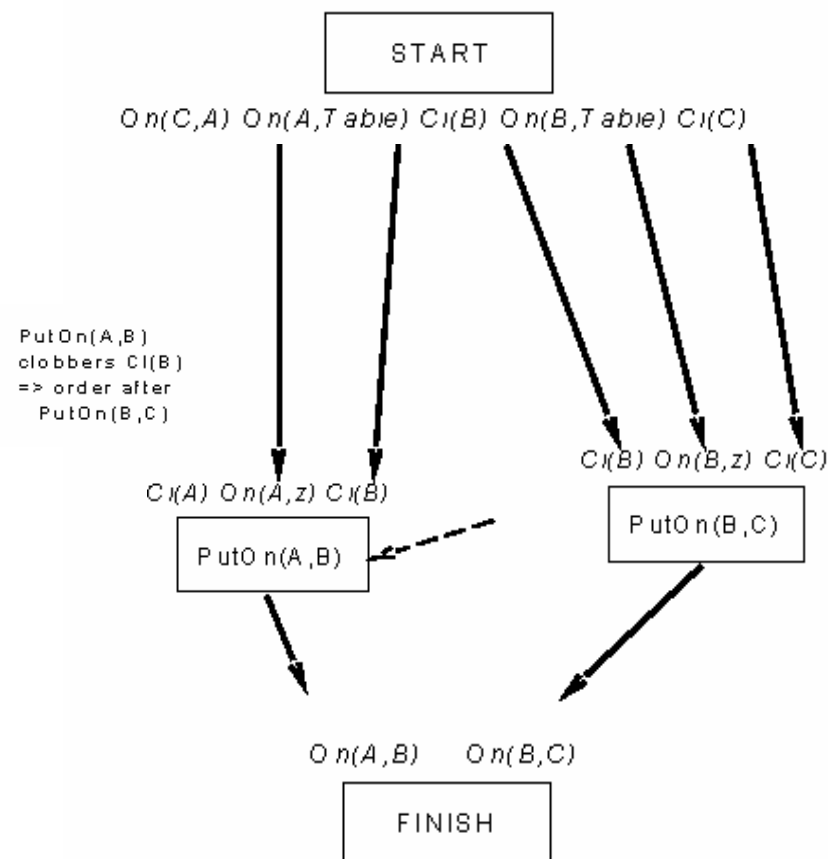 START
On(C,A) On(A,Table) Cl(B) On(B,Table) Cl(C)
PutOn(A,B)
clobbers Cl(B)
=> order after
PutOn(B,C)
Cl(B) On(B,z) Cl(C)
Cl(A) On(A,z) Cl(B)
PutOn(B,C)
PutOn(A,B)
On(A,B) On(B,C)
FINISH